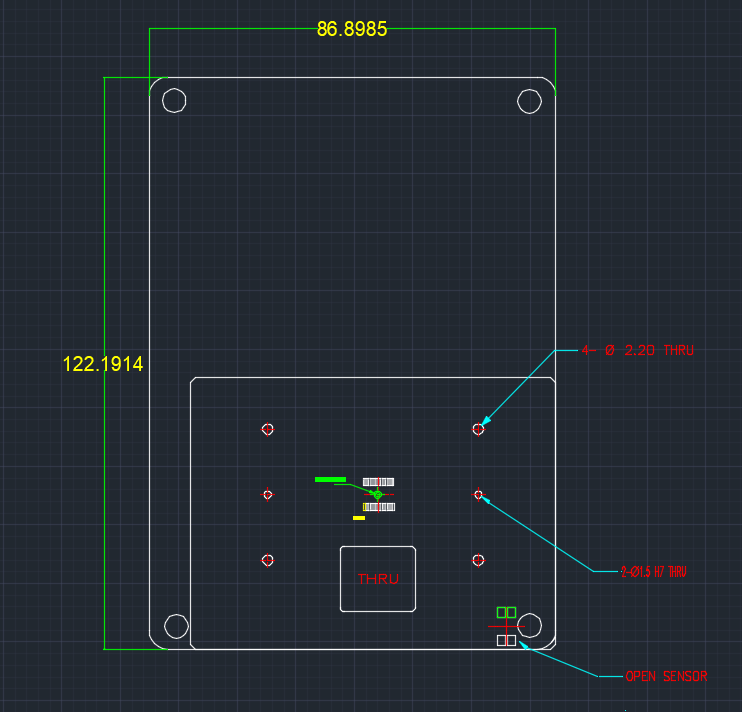 86.8985
122.1914
4- Ø 2.20 THRU
2-Ø1.5 H7 THRU
THRU
OPEN SENSOR